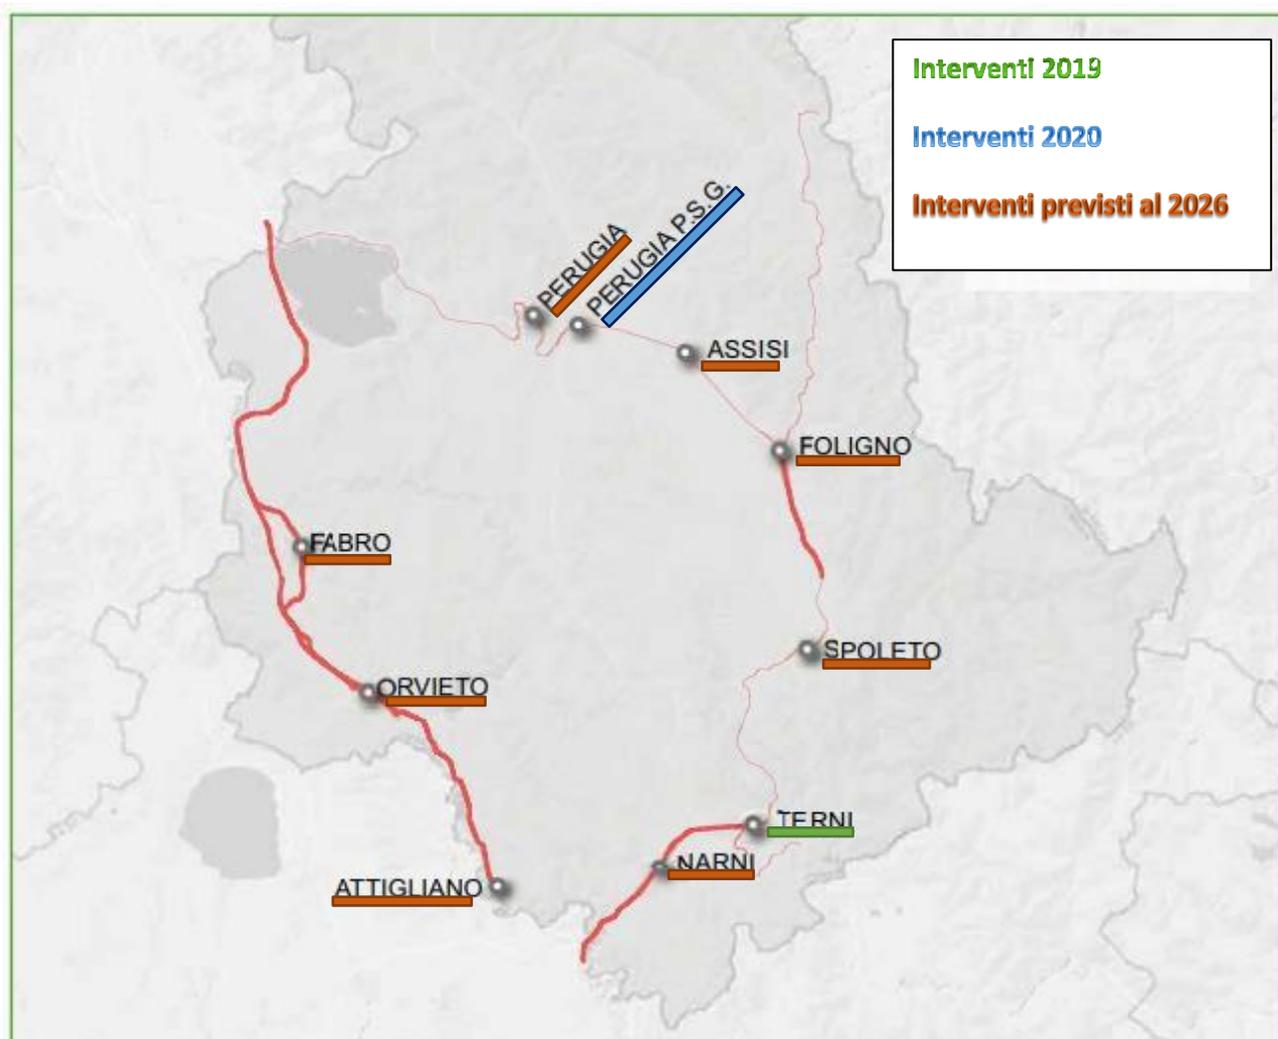 Interventi 2019
Interventi 2020
Interventi previsti al 2026
PERUGIA
PERUGIA P.S.G.
ASSISI
FOLIGNO
FABRO
SPOLETO
ORVIETO
TERNI
NARNI
ATTIGLIANO